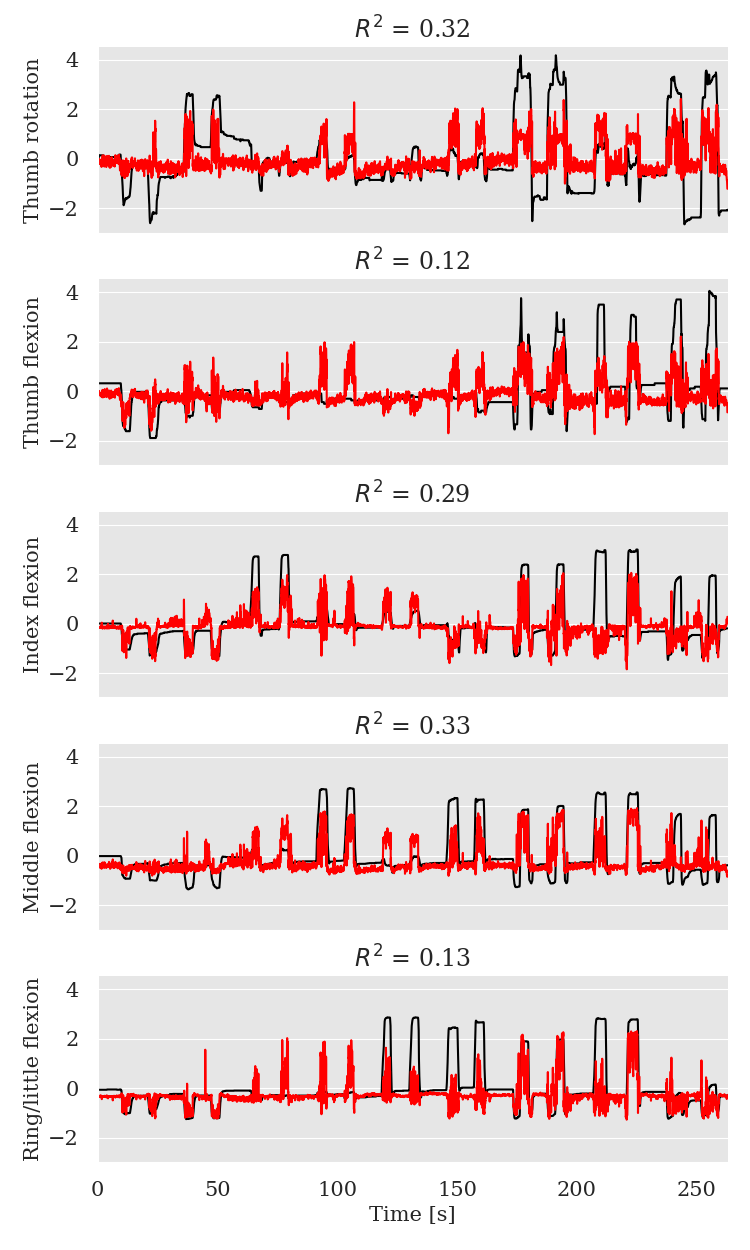 R² = 0.32
Thumb rotation
4
2
0
−2
R² = 0.12
Thumb flexion
4
2
0
−2
R² = 0.29
Index flexion
4
2
0
−2
R² = 0.33
Middle flexion
4
2
0
−2
R² = 0.13
Ring/little flexion
4
2
0
−2
0 50 100 150 200 250
Time [s]